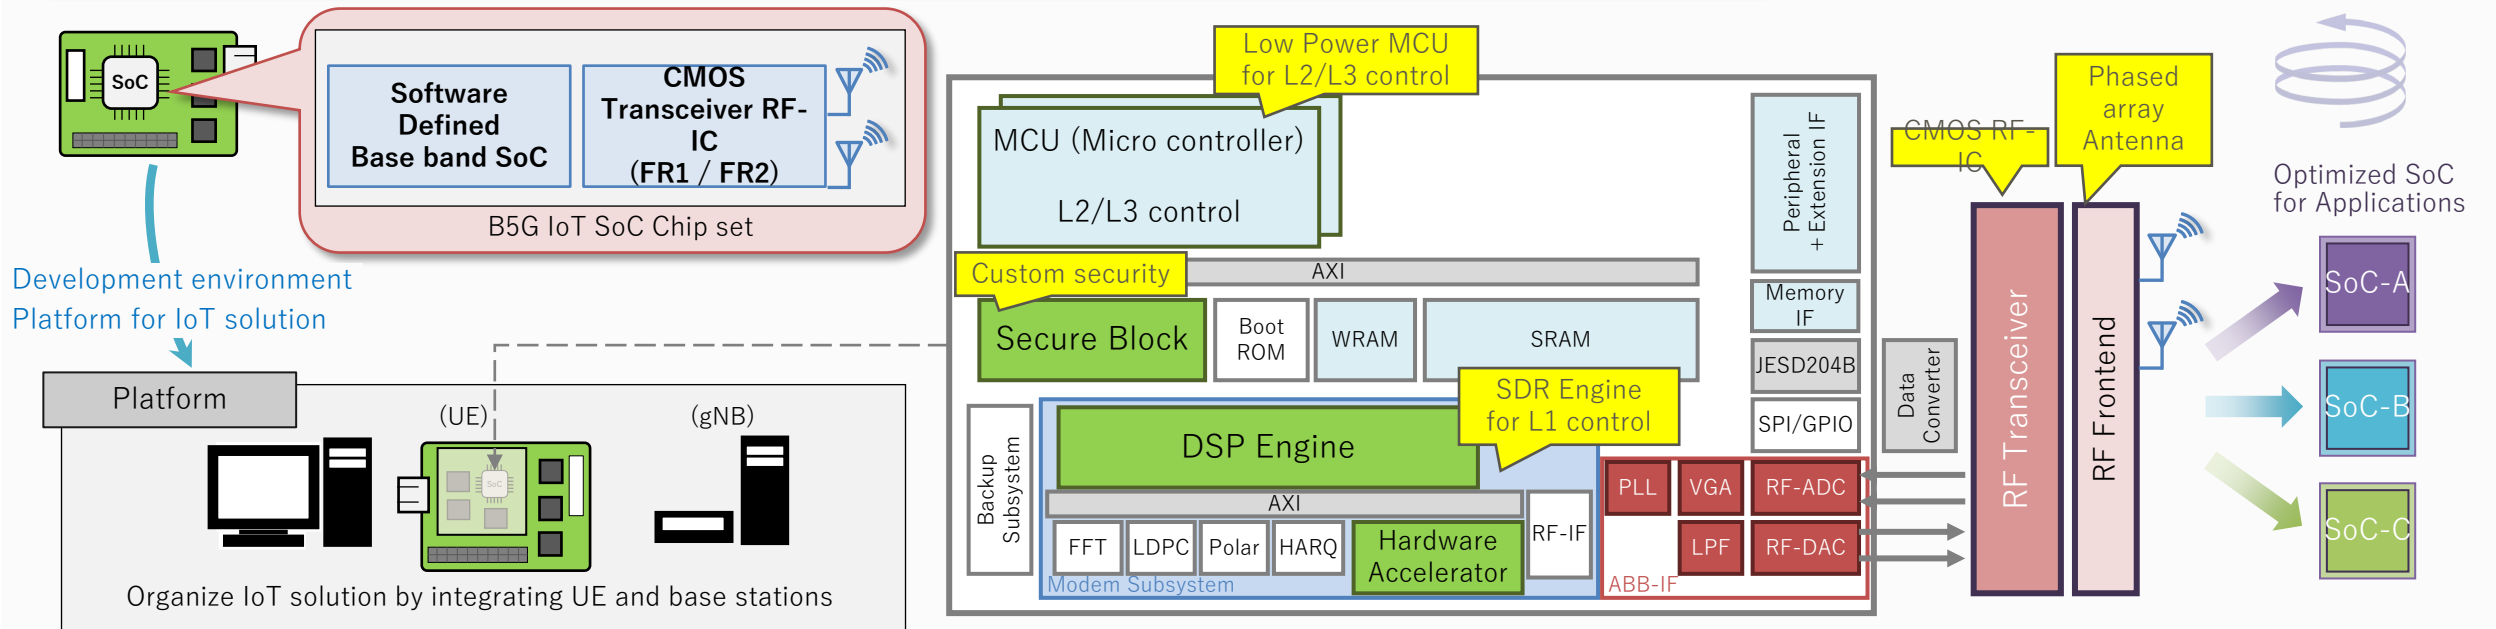 SoC
Software
Defined
Base band SoC
CMOS
Transceiver RF-
IC
(FR1 / FR2)
B5G IoT SoC Chip set
Development environment
Platform for IoT solution
Platform
(UE)
(gNB)
SoC
Organize IoT solution by integrating UE and base stations
Low Power MCU
for L2/L3 control
MCU (Micro controller)
L2/L3 control
Custom security
AXI
Secure Block
Boot
ROM
WRAM
SRAM
Peripheral
+ Extension IF
Memory
IF
JESD204B
SPI/GPIO
SDR Engine
for L1 control
Backup
Subsystem
DSP Engine
AXI
FFT
LDPC
Polar
HARQ
Hardware
Accelerator
RF-IF
Modem Subsystem
PLL
VGA
RF-ADC
LPF
RF-DAC
ABB-IF
Data
Converter
CMOS RF-
IC
Phased
array
Antenna
RF Transceiver
RF Frontend
Optimized SoC
for Applications
SoC-A
SoC-B
SoC-C